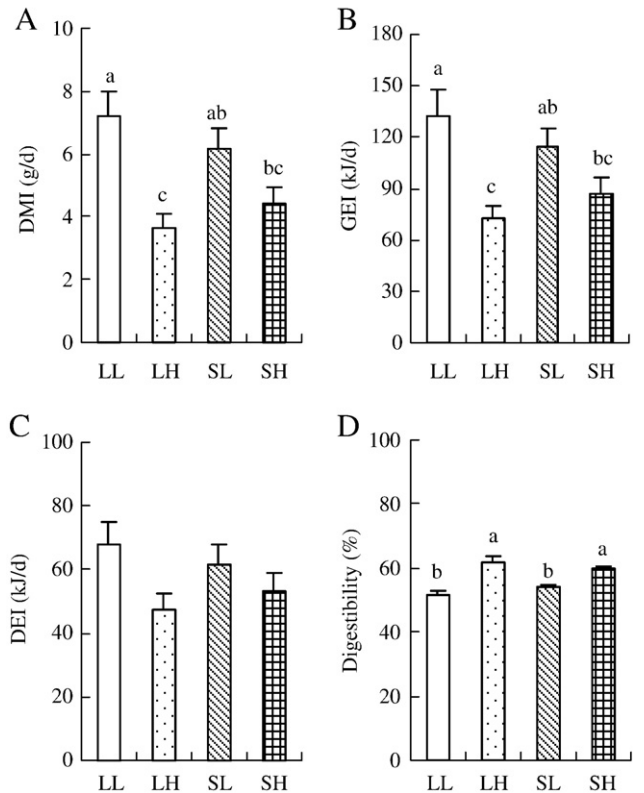 A
10
8
6
4
2
0
DMI (g/d)
a
c
ab
bc
LL LH SL SH
B
180
150
120
90
60
30
0
GEI (kJ/d)
a
c
ab
bc
LL LH SL SH
C
100
80
60
40
20
0
DEI (kJ/d)
LL LH SL SH
D
100
80
60
40
20
0
Digestibility (%)
b
a
b
a
LL LH SL SH